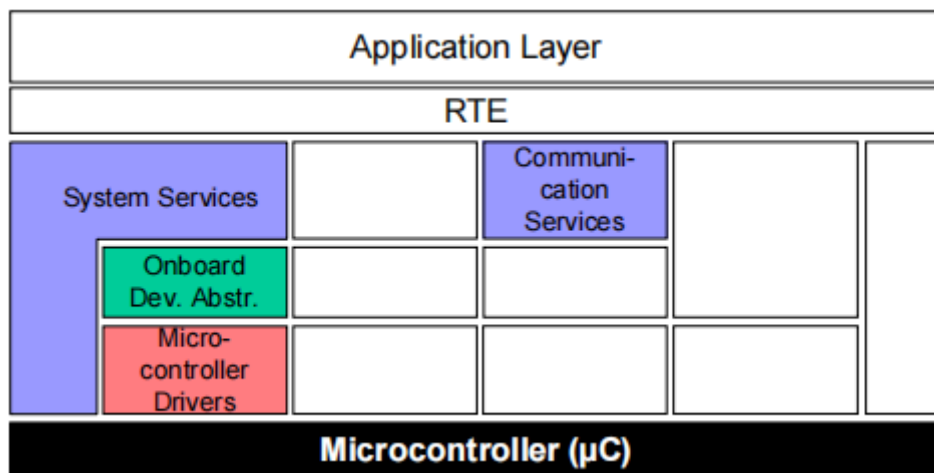 Application Layer
RTE
System Services
Communi-
cation
Services
Onboard
Dev. Abstr.
Micro-
controller
Drivers
Microcontroller (µC)